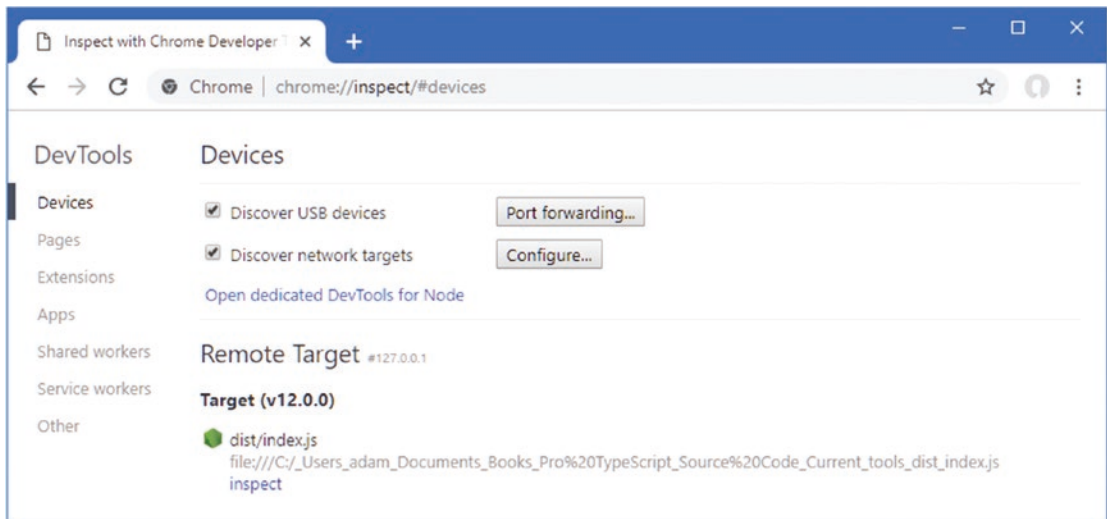 Inspect with Chrome Developer T
Chrome | chrome://inspect/#devices
DevTools
Devices
Devices
Discover USB devices
Port forwarding...
Pages
Discover network targets
Configure...
Extensions
Open dedicated DevTools for Node
Apps
Shared workers
Remote Target #127.0.0.1
Service workers
Target (v12.0.0)
Other
dist/index.js
file:///C:/_Users_adam_Documents_Books_Pro%20TypeScript_Source%20Code_Current_tools_dist_index.js
inspect